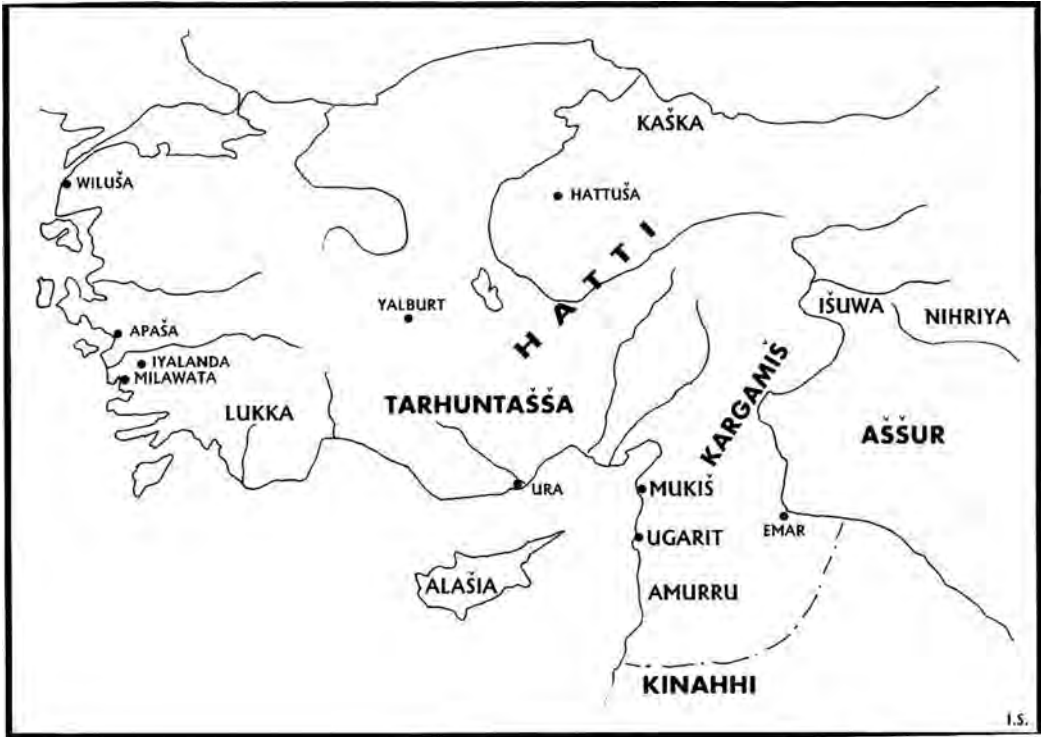 KAŠKA
WILUŠA
HATTUŠA
HATTI
YALBURT
IŠUWA
NIHRIYA
APAŠA
IYALANDA
MILAWATA
LUKKA
TARHUNTAŠŠA
KARGAMIŠ
AŠŠUR
URA
MUKIŠ
EMAR
UGARIT
ALAŠIA
AMURRU
KINAHHI
I.S.